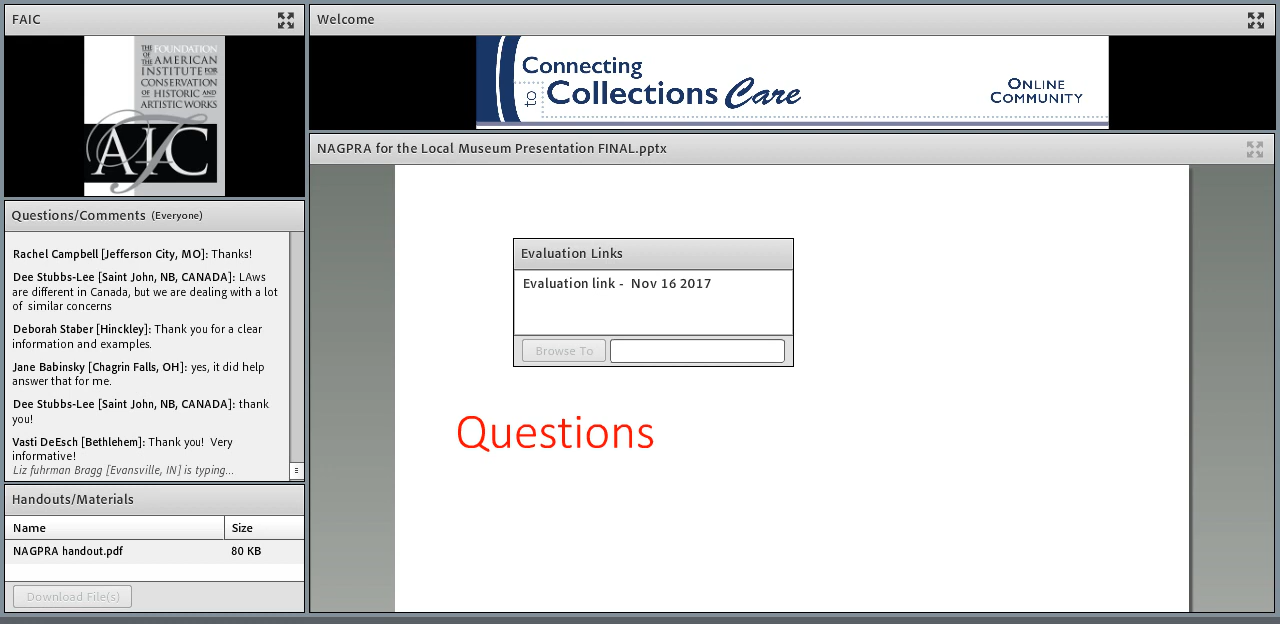 FAIC
THE FOUNDATION
OF THE AMERICAN
INSTITUTE FOR
CONSERVATION
OF HISTORIC AND
ARTISTIC WORKS
FAIC
Questions/Comments (Everyone)
Rachel Campbell [Jefferson City, MO]: Thanks!
Dee Stubbs-Lee [Saint John, NB, CANADA]: LAws
are different in Canada, but we are dealing with a lot
of similar concerns
Deborah Staber [Hinckley]: Thank you for a clear
information and examples.
Jane Babinsky [Chagrin Falls, OH]: yes, it did help
answer that for me.
Dee Stubbs-Lee [Saint John, NB, CANADA]: thank
you!
Vasti DeEsch [Bethlehem]: Thank you! Very
informative!
Liz fuhrman Bragg [Evansville, IN] is typing...
Handouts/Materials
Name Size
NAGPRA handout.pdf 80 KB
Download File(s)
Welcome
Connecting
to Collections Care
ONLINE
COMMUNITY
NAGPRA for the Local Museum Presentation FINAL.pptx
Evaluation Links
Evaluation link - Nov 16 2017
Browse To
Questions